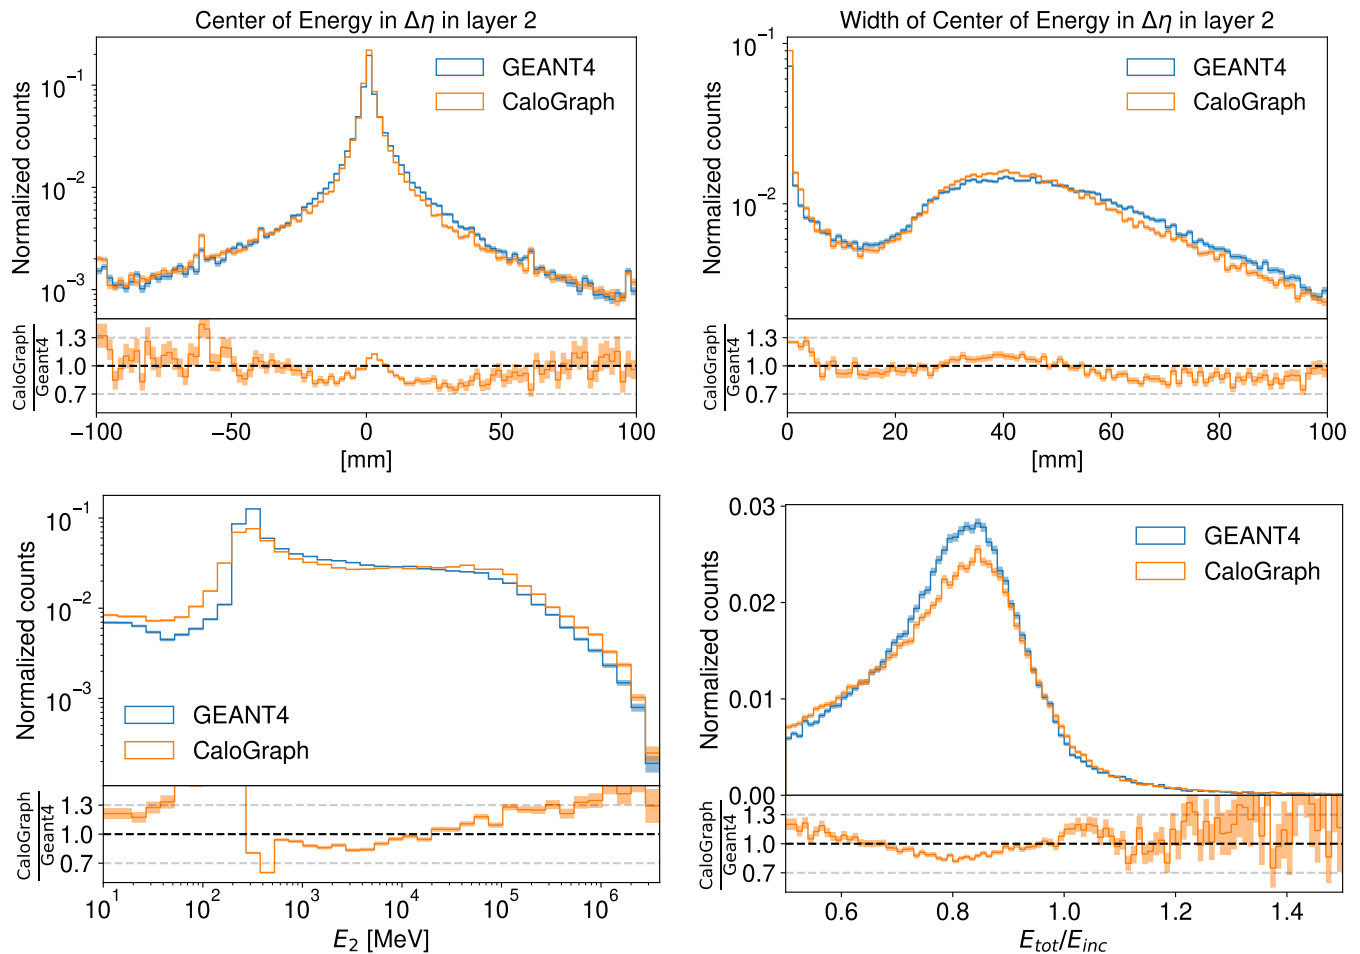 Center of Energy in Δη in layer 2
Normalized counts
10⁻¹
10⁻²
10⁻³
GEANT4
CaloGraph
CaloGraph
Geant4
1.3
1.0
0.7
−100
−50
0
50
100
[mm]
Width of Center of Energy in Δη in layer 2
Normalized counts
10⁻¹
10⁻²
GEANT4
CaloGraph
CaloGraph
Geant4
1.3
1.0
0.7
0
20
40
60
80
100
[mm]
Normalized counts
10⁻¹
10⁻²
10⁻³
GEANT4
CaloGraph
CaloGraph
Geant4
1.3
1.0
0.7
10¹
10²
10³
10⁴
10⁵
10⁶
E₂ [MeV]
Normalized counts
0.03
0.02
0.01
0.00
GEANT4
CaloGraph
CaloGraph
Geant4
1.3
1.0
0.7
0.6
0.8
1.0
1.2
1.4
E_tot/E_inc